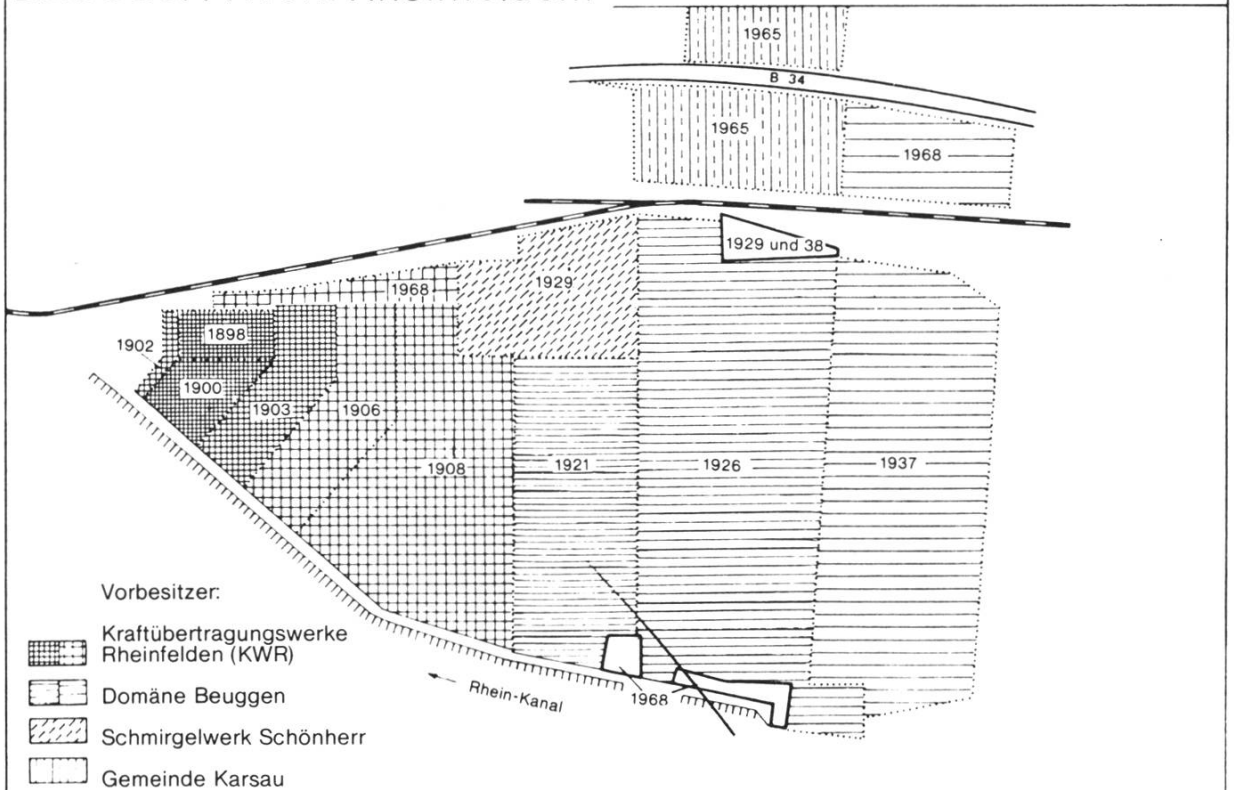 1965
B 34
1965
1968
1929 und 38
1968
1929
1898
1902
1900
1903
1906
1908
1921
1926
1937
Vorbesitzer:
Kraftübertragungswerke
Rheinfelden (KWR)
Domäne Beuggen
Schmirgelwerk Schönherr
Gemeinde Karsau
Rhein-Kanal
1968